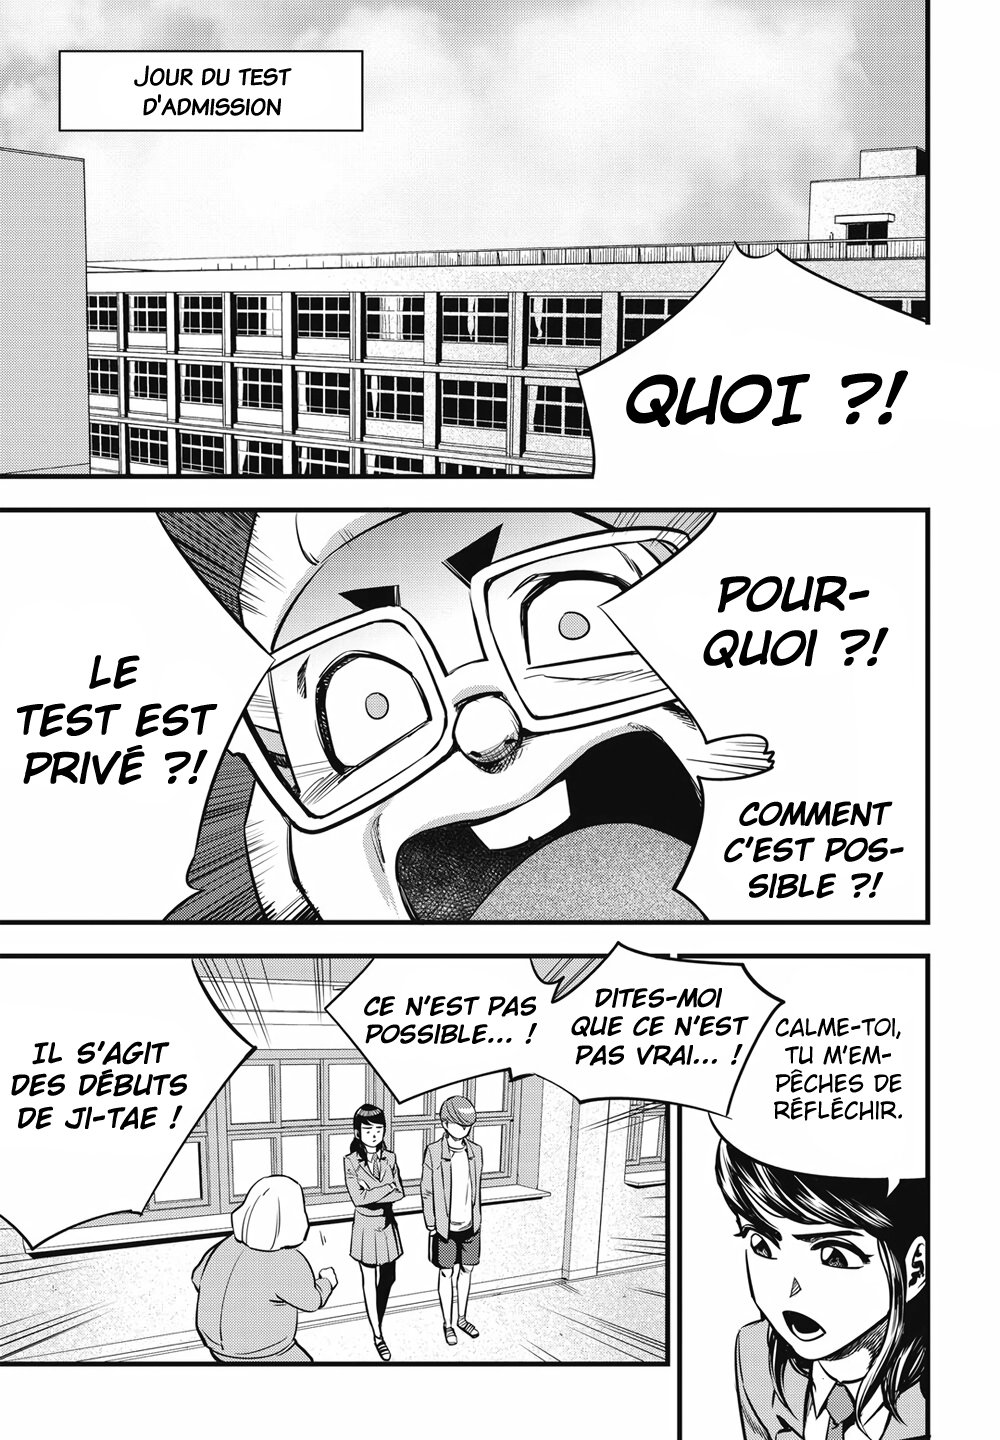 JOUR DU TEST
D'ADMISSION
QUOI ?!
POUR-
QUOI ?!
LE
TEST EST
PRIVÉ ?!
COMMENT
C'EST POS-
SIBLE ?!
IL S'AGIT
DES DÉBUTS
DE JI-TAE !
CE N'EST PAS
POSSIBLE... !
DITES-MOI
QUE CE N'EST
PAS VRAI... !
CALME-TOI,
TU M'EM-
PÊCHES DE
RÉFLÉCHIR.